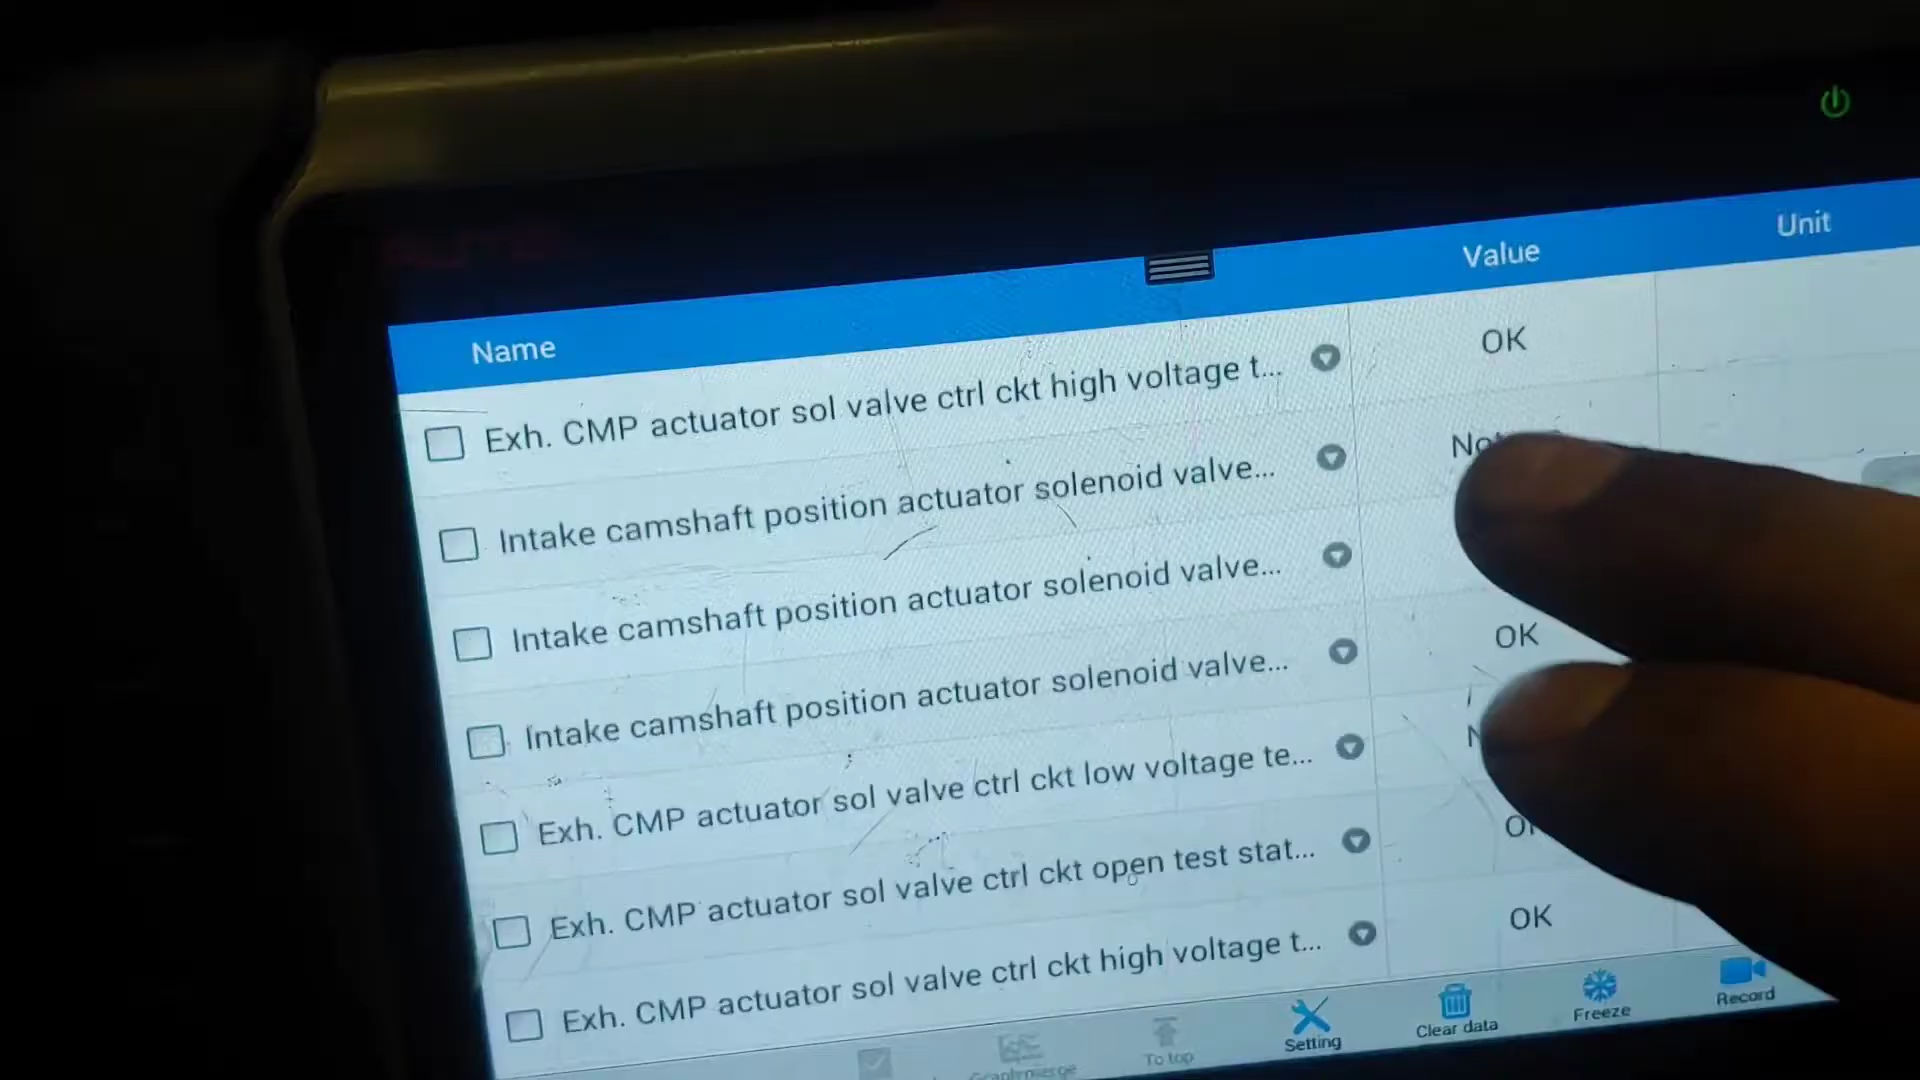 Name Value Unit
Exh. CMP actuator sol valve ctrl ckt high voltage t... OK
Intake camshaft position actuator solenoid valve...
Intake camshaft position actuator solenoid valve...
Intake camshaft position actuator solenoid valve... OK
Exh. CMP actuator sol valve ctrl ckt low voltage te...
Exh. CMP actuator sol valve ctrl ckt open test stat...
Exh. CMP actuator sol valve ctrl ckt high voltage t... OK
To top Setting Clear data Freeze Record